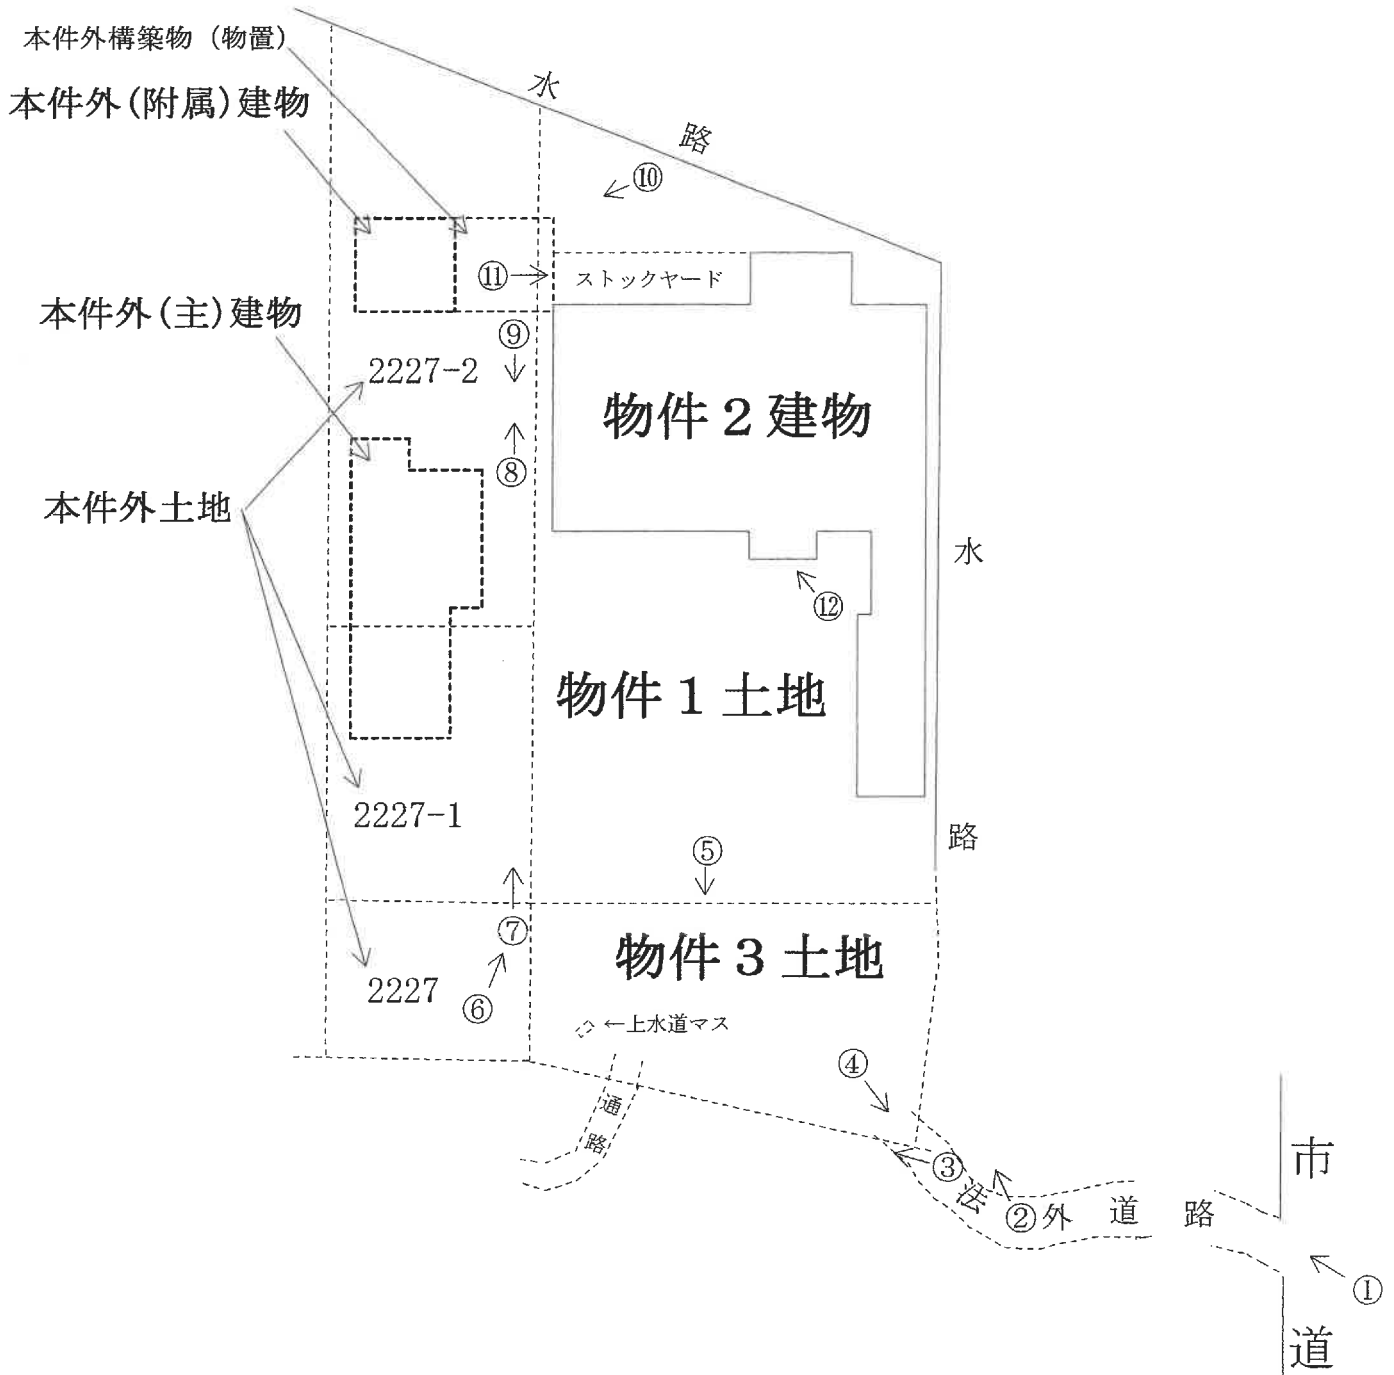 本件外構築物（物置）
水
本件外(附属)建物
路
⑩
⑪
ストックヤード
本件外(主)建物
⑨
2227-2
物件２建物
⑧
本件外土地
水
⑫
物件１土地
2227-1
路
⑤
⑦
物件３土地
2227
⑥
←上水道マス
④
通
路
市
③
法
②外 道 路
①
道